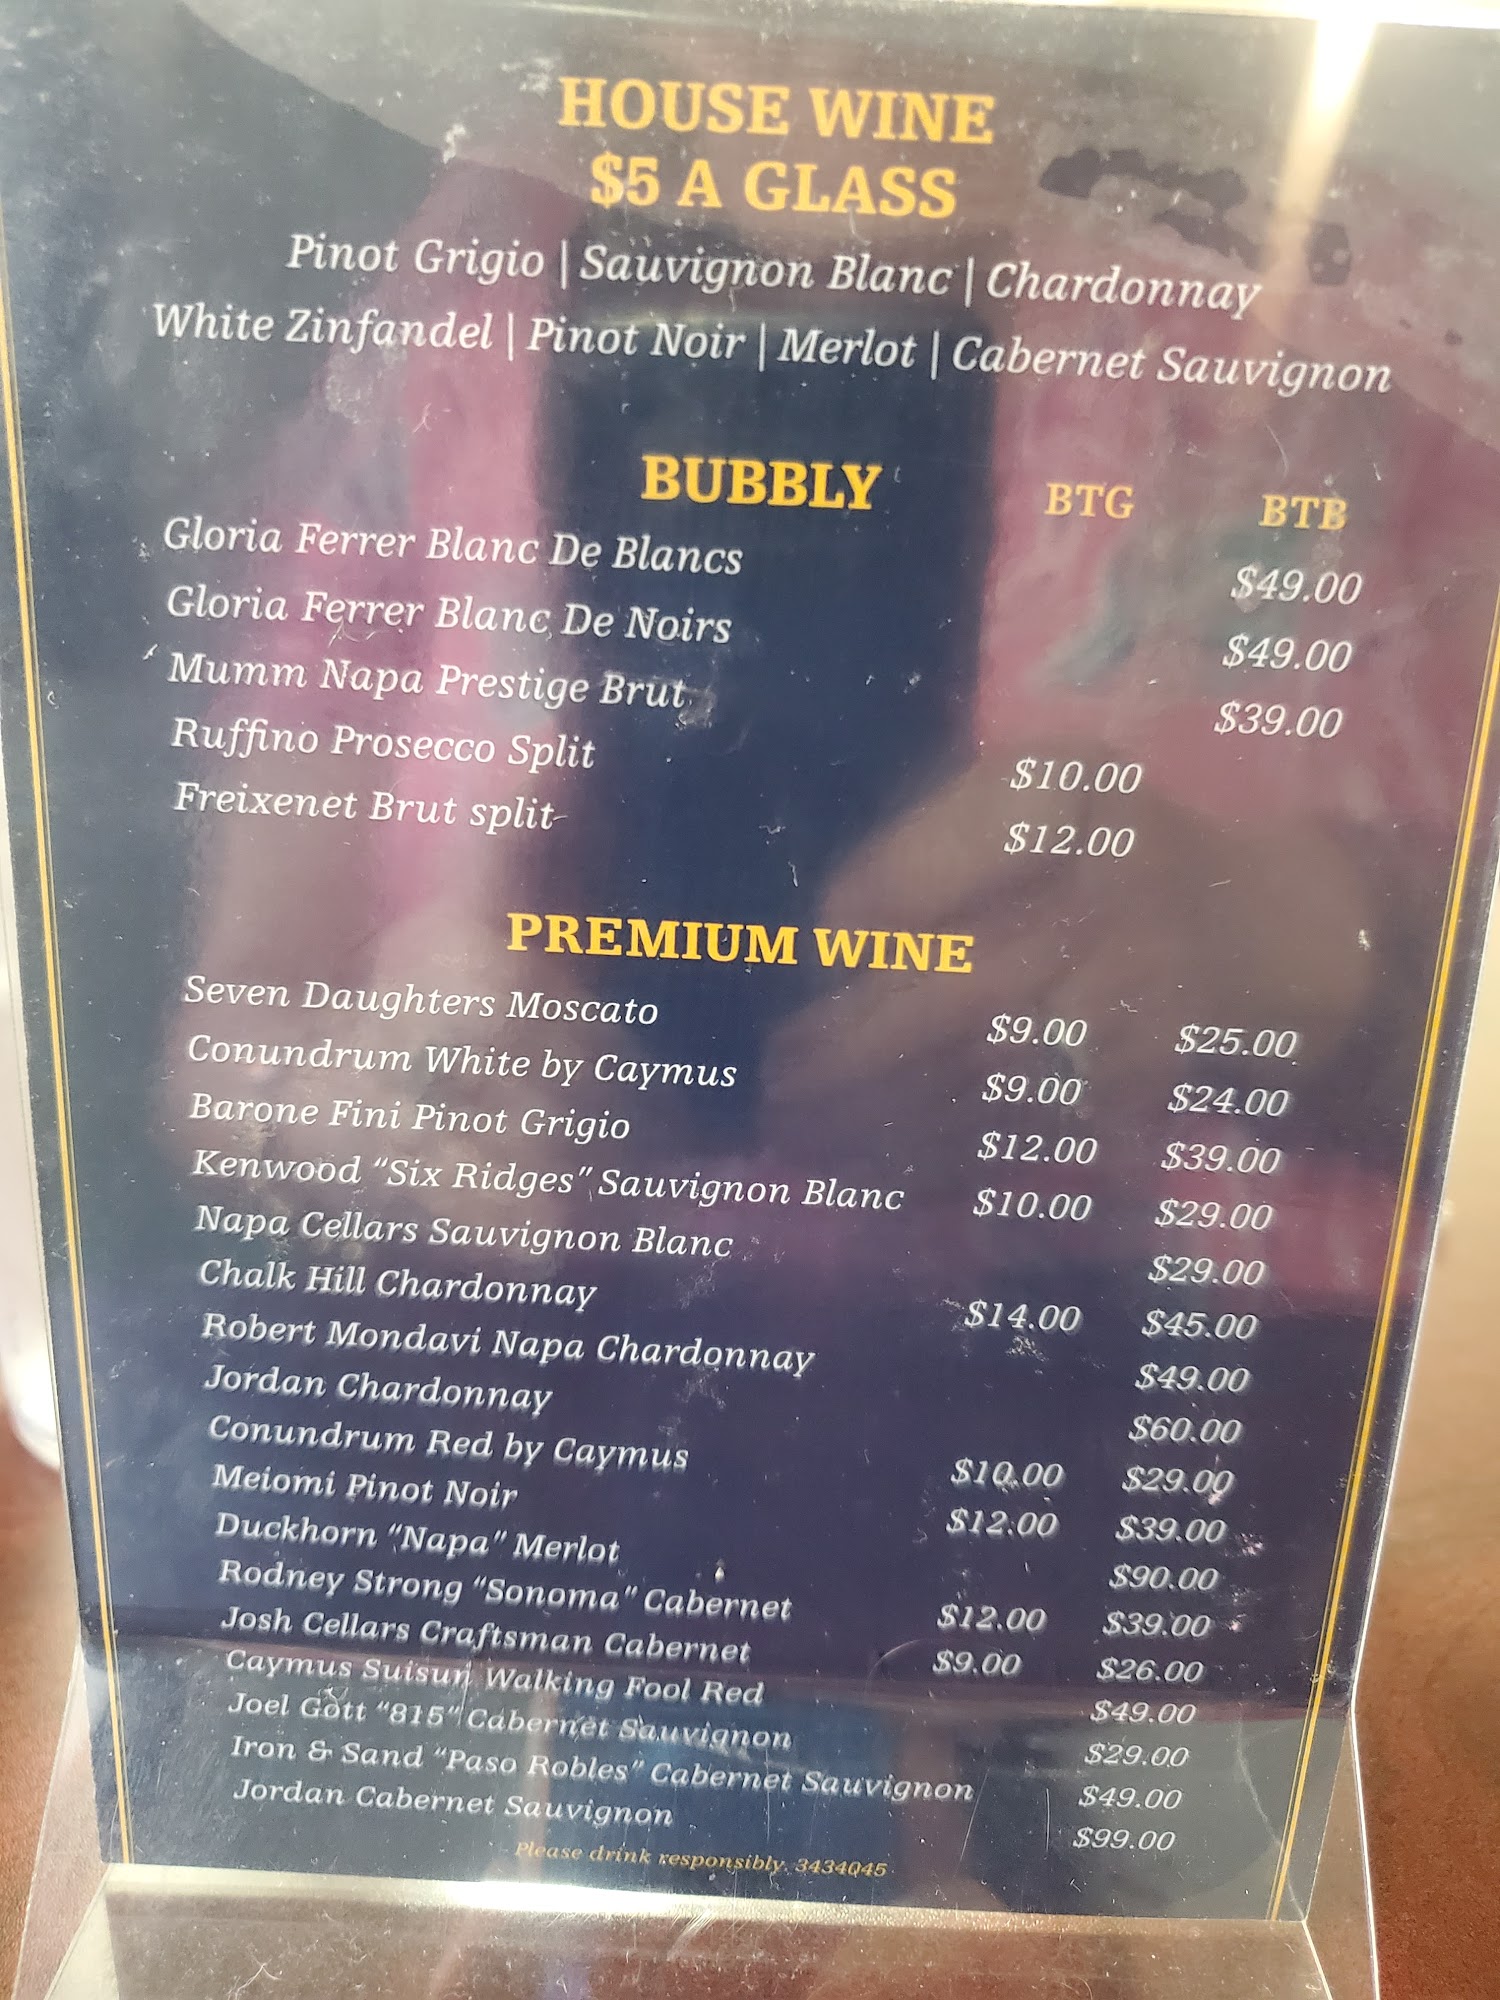 HOUSE WINE
$5 A GLASS
Pinot Grigio | Sauvignon Blanc | Chardonnay
White Zinfandel | Pinot Noir | Merlot | Cabernet Sauvignon
BUBBLY BTG BTB
Gloria Ferrer Blanc De Blancs $49.00
Gloria Ferrer Blanc De Noirs $49.00
Mumm Napa Prestige Brut $39.00
Ruffino Prosecco Split $10.00
Freixenet Brut split $12.00
PREMIUM WINE
Seven Daughters Moscato $9.00 $25.00
Conundrum White by Caymus $9.00 $24.00
Barone Fini Pinot Grigio $12.00 $39.00
Kenwood "Six Ridges" Sauvignon Blanc $10.00 $29.00
Napa Cellars Sauvignon Blanc $29.00
Chalk Hill Chardonnay $14.00 $45.00
Robert Mondavi Napa Chardonnay $49.00
Jordan Chardonnay $60.00
Conundrum Red by Caymus $10.00 $29.00
Meiomi Pinot Noir $12.00 $39.00
Duckhorn "Napa" Merlot $90.00
Rodney Strong "Sonoma" Cabernet $12.00 $39.00
Josh Cellars Craftsman Cabernet $9.00 $26.00
Caymus Suisun Walking Fool Red $49.00
Joel Gott "815" Cabernet Sauvignon $29.00
Iron & Sand "Paso Robles" Cabernet Sauvignon $49.00
Jordan Cabernet Sauvignon $99.00
Please drink responsibly. 3434045